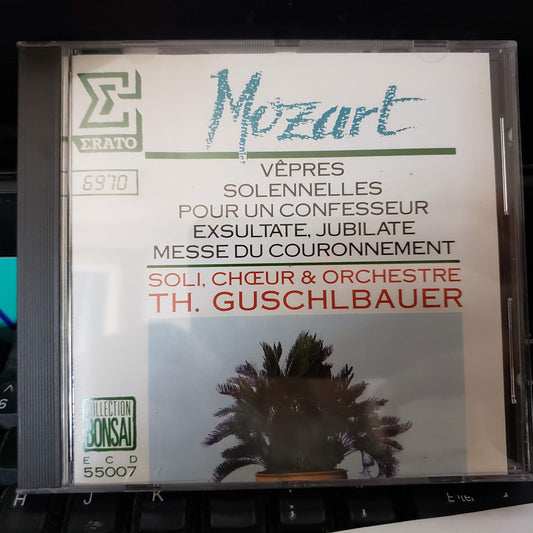 ERATO
6970
Mozart
VÊPRES
SOLENNELLES
POUR UN CONFESSEUR
EXSULTATE, JUBILATE
MESSE DU COURONNEMENT
SOLI, CHŒUR & ORCHESTRE
TH. GUSCHLBAUER
COLLECTION
BONSAI
ECD
55007
^
6
H J K